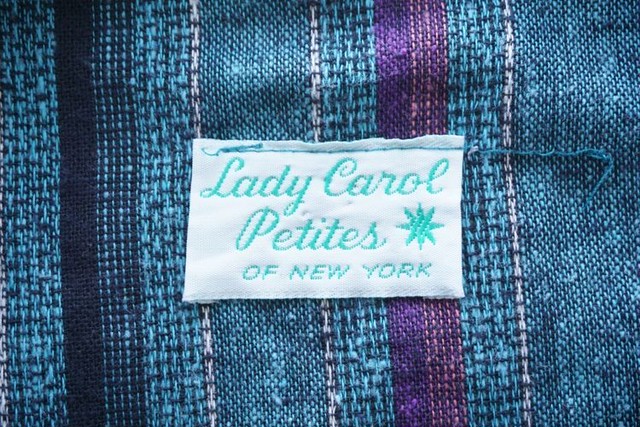 Lady Carol
Petites
OF NEW YORK